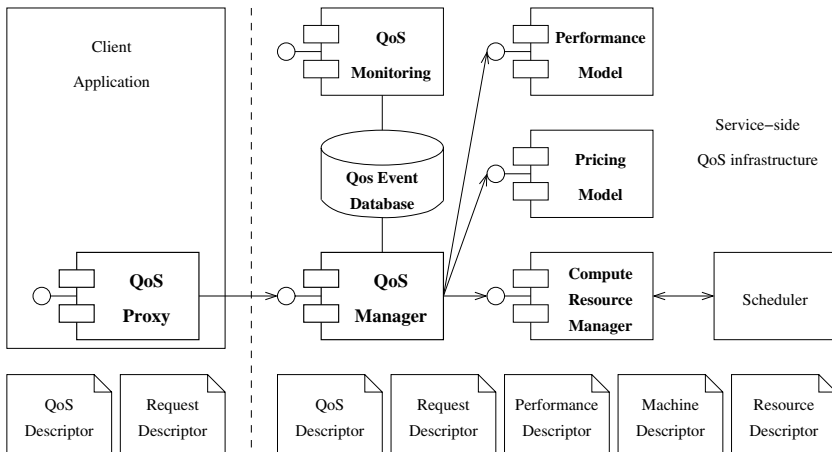 Client
Application
QoS
Monitoring
Performance
Model
Service−side
QoS infrastructure
Qos Event
Database
Pricing
Model
QoS
Proxy
QoS
Manager
Compute
Resource
Manager
Scheduler
QoS
Descriptor
Request
Descriptor
QoS
Descriptor
Request
Descriptor
Performance
Descriptor
Machine
Descriptor
Resource
Descriptor